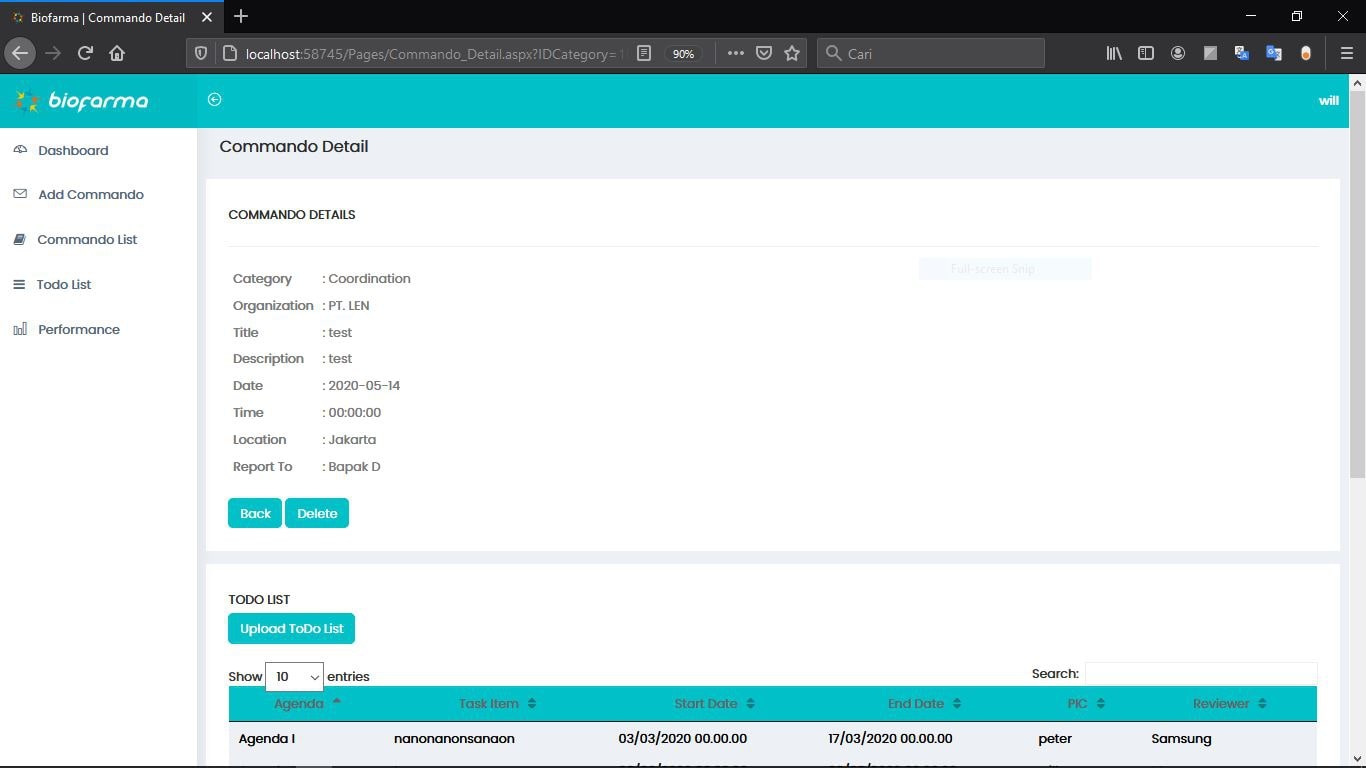 Biofarma | Commando Detail
localhost:58745/Pages/Commando_Detail.aspx?IDCategory=
90%
Cari
biofarma
will
Dashboard
Commando Detail
Add Commando
Commando List
Todo List
Performance
COMMANDO DETAILS
Full-screen Snip
Category : Coordination
Organization : PT. LEN
Title : test
Description : test
Date : 2020-05-14
Time : 00:00:00
Location : Jakarta
Report To : Bapak D
Back Delete
TODO LIST
Upload ToDo List
Show 10 entries
Search:
Agenda Task Item Start Date End Date PIC Reviewer
Agenda I nanonanonsanaon 03/03/2020 00.00.00 17/03/2020 00.00.00 peter Samsung